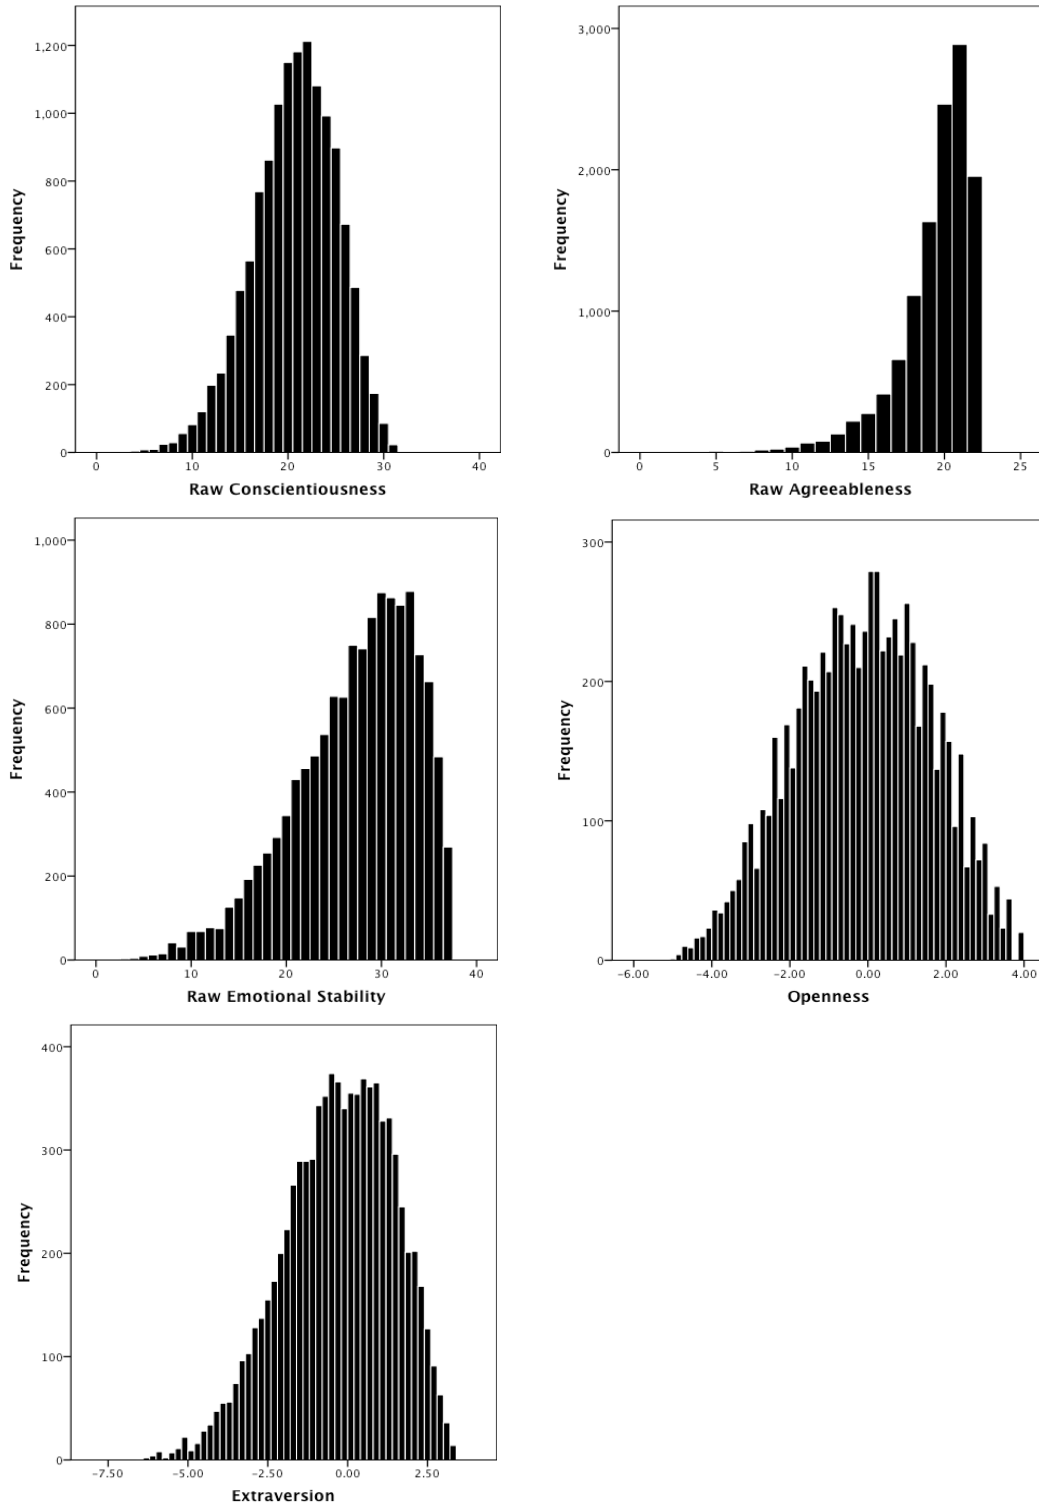 1,200
1,000
800
600
400
200
0
Frequency
0 10 20 30 40
Raw Conscientiousness
3,000
2,000
1,000
0
Frequency
0 5 10 15 20 25
Raw Agreeableness
1,000
800
600
400
200
0
Frequency
0 10 20 30 40
Raw Emotional Stability
300
200
100
0
Frequency
-6.00 -4.00 -2.00 0.00 2.00 4.00
Openness
400
300
200
100
0
Frequency
-7.50 -5.00 -2.50 0.00 2.50
Extraversion